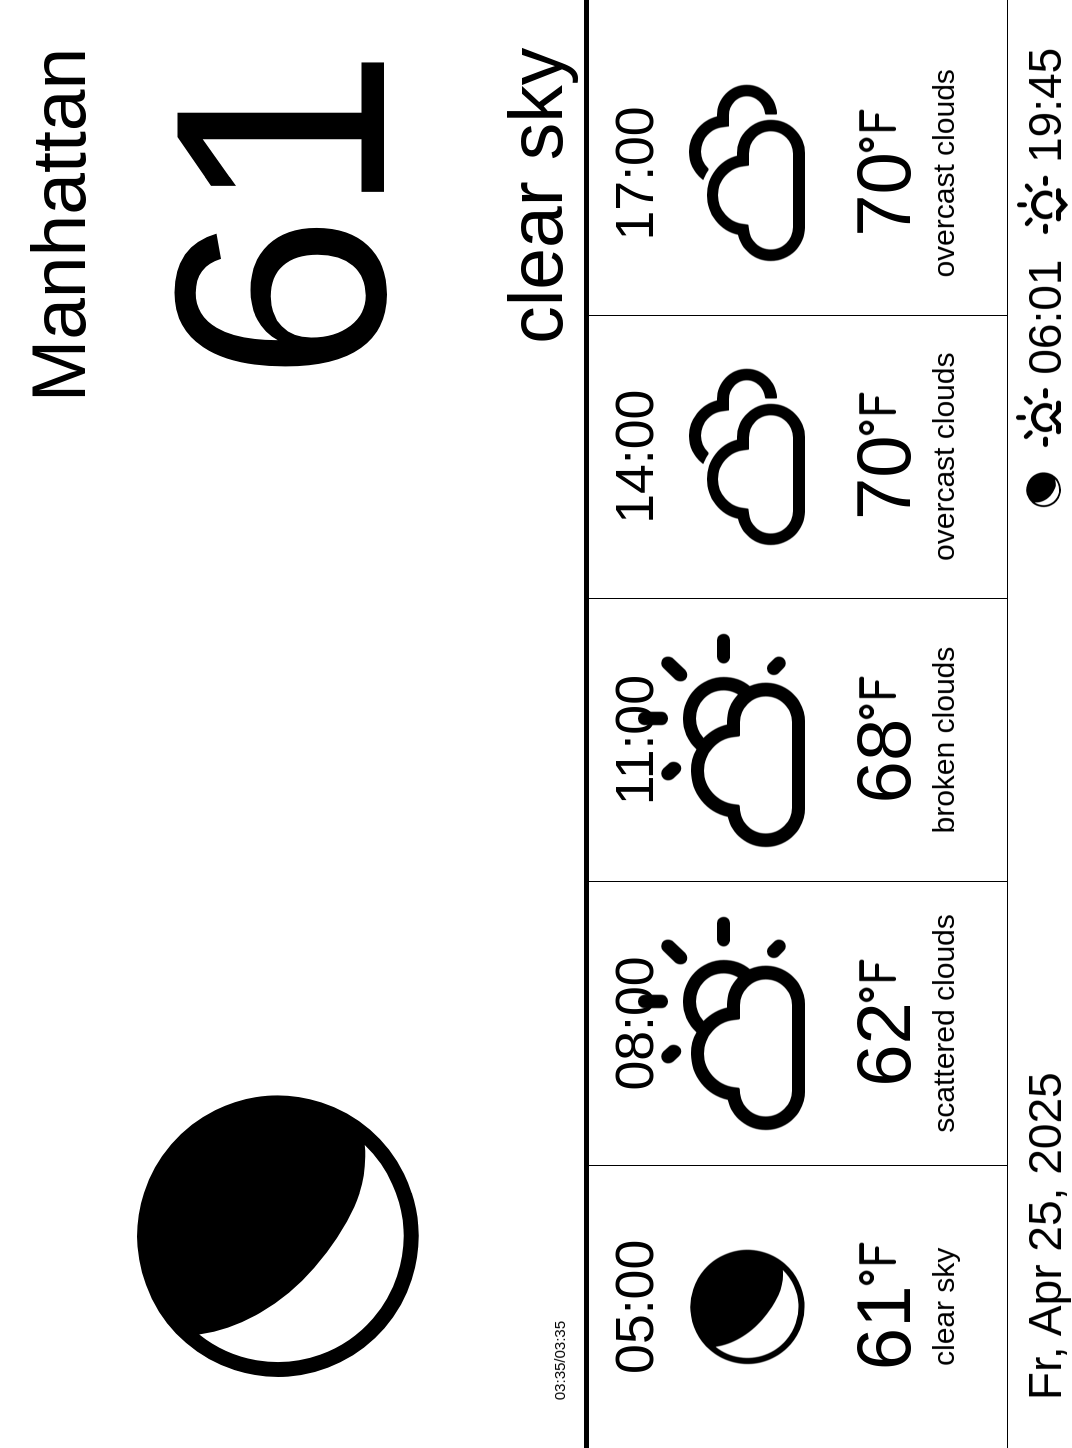 Manhattan
61
clear sky
03:35/03:35
05:00
61°F
clear sky
08:00
62°F
scattered clouds
11:00
68°F
broken clouds
14:00
70°F
overcast clouds
17:00
70°F
overcast clouds
Fr, Apr 25, 2025
06:01
19:45